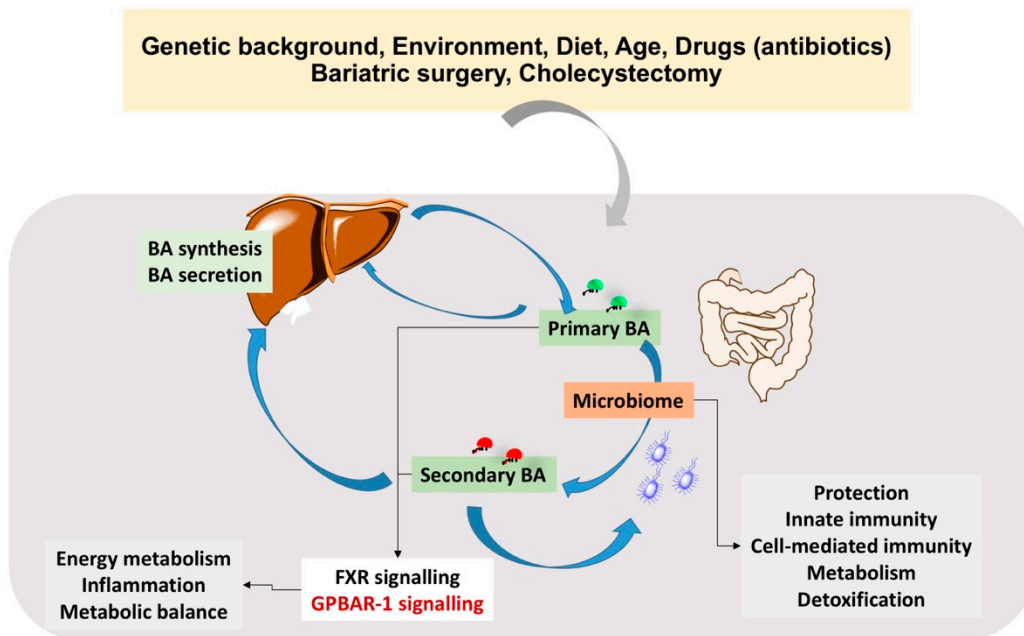 Genetic background, Environment, Diet, Age, Drugs (antibiotics)
Bariatric surgery, Cholecystectomy
BA synthesis
BA secretion
Primary BA
Microbiome
Secondary BA
Protection
Innate immunity
Cell-mediated immunity
Metabolism
Detoxification
Energy metabolism
Inflammation
Metabolic balance
FXR signalling
GPBAR-1 signalling